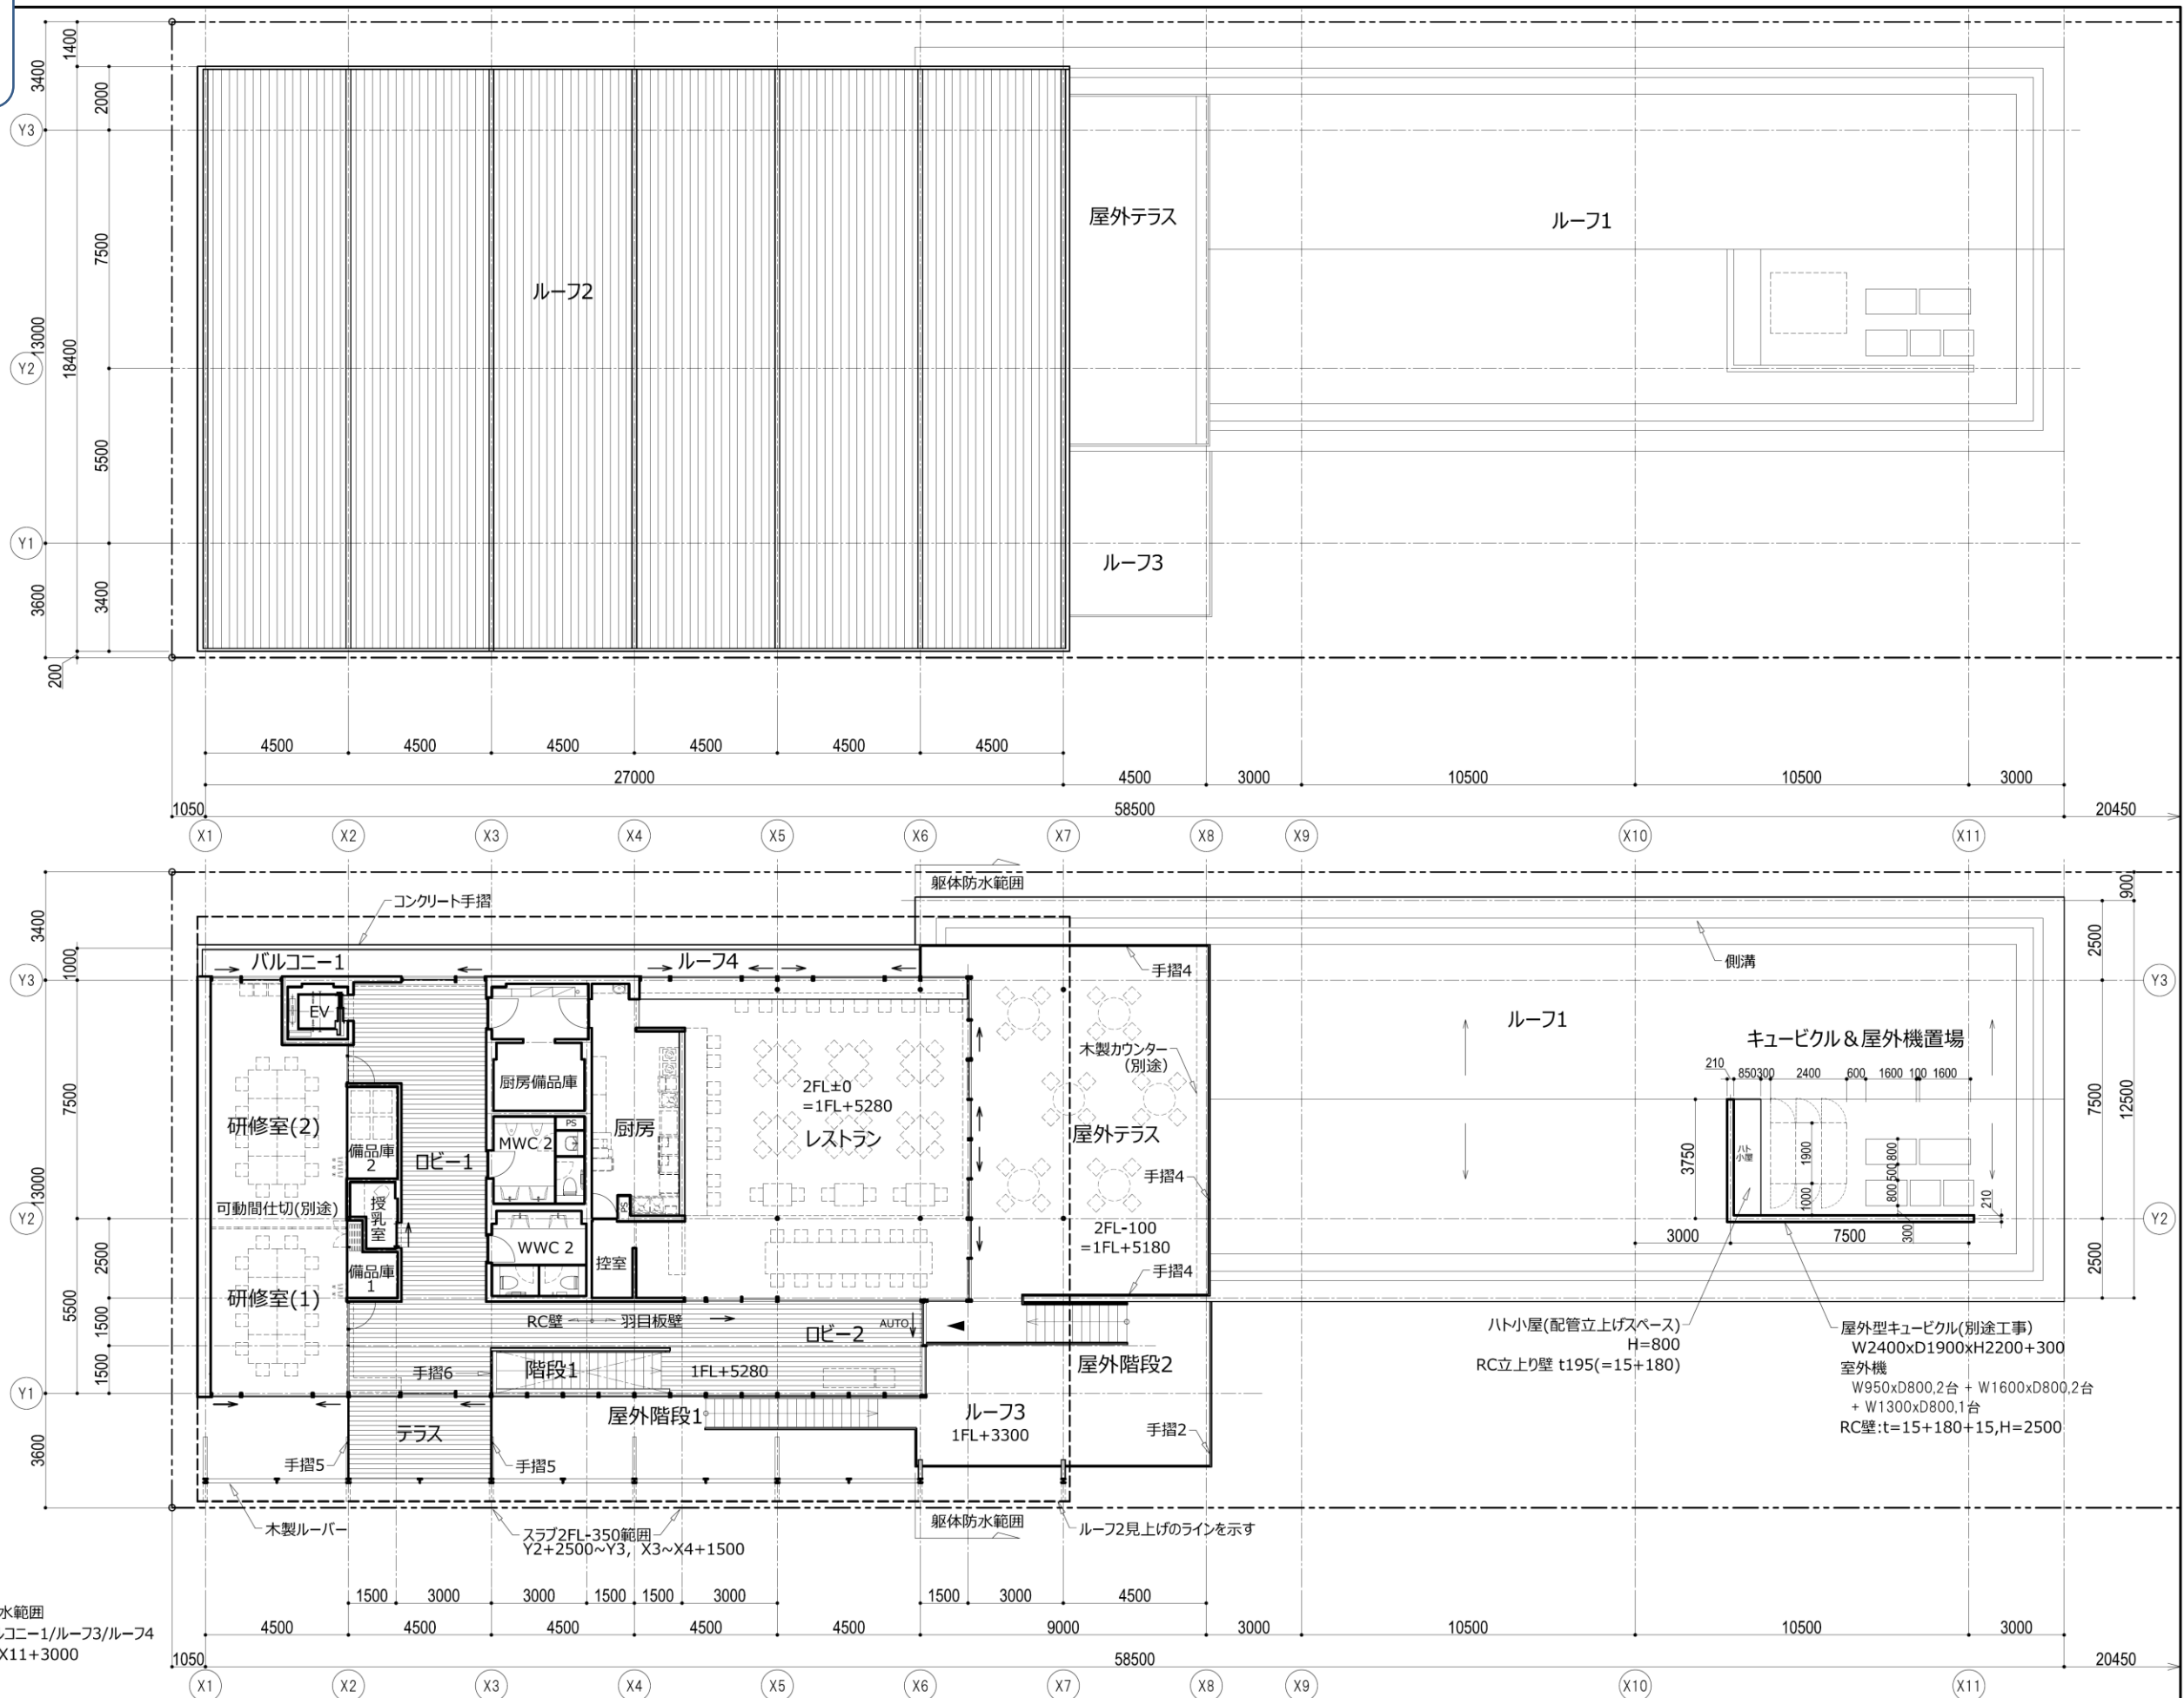 1400
3400
2000
Y3
屋外テラス
ルーフ1
7500
ルーフ2
13000
18400
Y2
5500
Y1
ルーフ3
3600
3400
200
4500 4500 4500 4500 4500 4500
27000 4500 3000 10500 10500 3000
1050 58500 20450
X1 X2 X3 X4 X5 X6 X7 X8 X9 X10 X11
躯体防水範囲
900
コンクリート手摺
3400
2500
1000
バルコニー1
ルーフ4
側溝
手摺4
Y3
Y3
EV
ルーフ1
キュービクル&屋外機置場
木製カウンター
(別途)
210 850 300 2400 600 1600 100 1600
厨房備品庫
2FL±0
=1FL+5280
7500
7500
12500
研修室(2)
MWC 2
PS
厨房
レストラン
屋外テラス
備品庫
2
ロビー1
ハト
小屋
3750
1900
800
500
手摺4
13000
可動間仕切(別途)
授
乳
室
PS
1000
800
210
Y2
Y2
2FL-100
=1FL+5180
WWC 2
控室
3000 7500
300
2500
備品庫
1
手摺4
2500
研修室(1)
5500
1500
RC壁
羽目板壁
AUTO
ロビー2
ハト小屋(配管立上げスペース)
H=800
RC立上り壁 t195(=15+180)
屋外型キュービクル(別途工事)
W2400xD1900xH2200+300
室外機
W950xD800,2台 + W1600xD800,2台
+ W1300xD800,1台
RC壁:t=15+180+15,H=2500
手摺6
階段1
1FL+5280
屋外階段2
1500
Y1
テラス
屋外階段1
ルーフ3
1FL+3300
手摺2
3600
手摺5
手摺5
木製ルーバー
スラブ2FL-350範囲
Y2+2500~Y3, X3~X4+1500
躯体防水範囲
ルーフ2見上げのラインを示す
1500 3000 3000 1500 1500 3000 1500 3000 4500
水範囲
ルコニー1/ルーフ3/ルーフ4
X11+3000
4500 4500 4500 4500 4500 9000 3000 10500 10500 3000
1050 58500 20450
X1 X2 X3 X4 X5 X6 X7 X8 X9 X10 X11